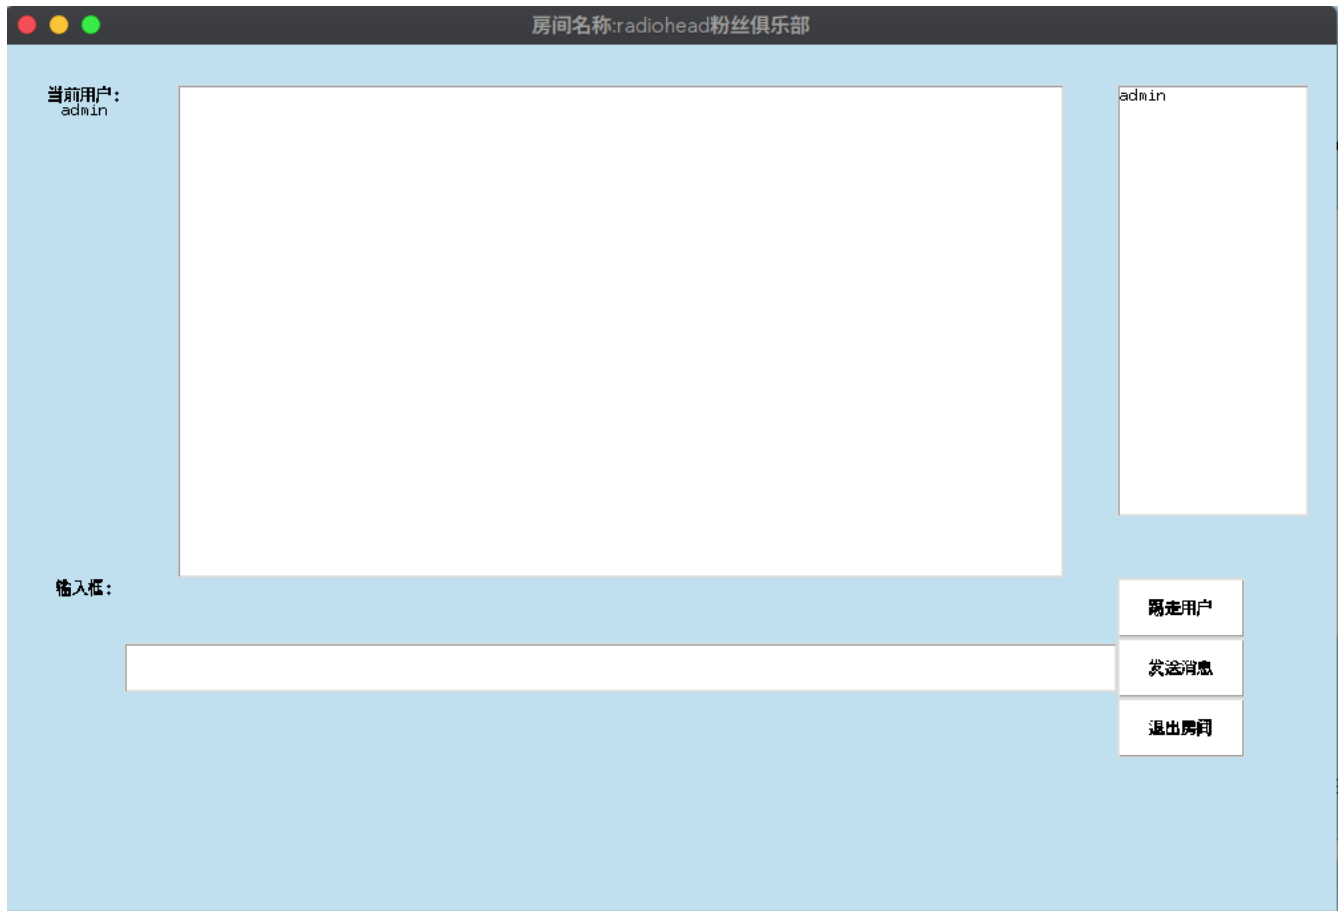 房间名称:radiohead粉丝俱乐部
当前用户:
admin
admin
输入框:
踢走用户
发送消息
退出房间